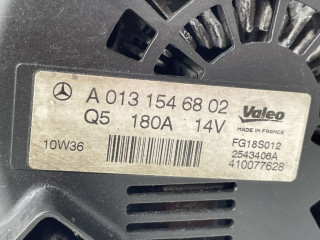 A 013 154 68 02
Valeo
Q5 180A 14V
MADE IN FRANCE
10W36
FG18S012
2543406A
410077628